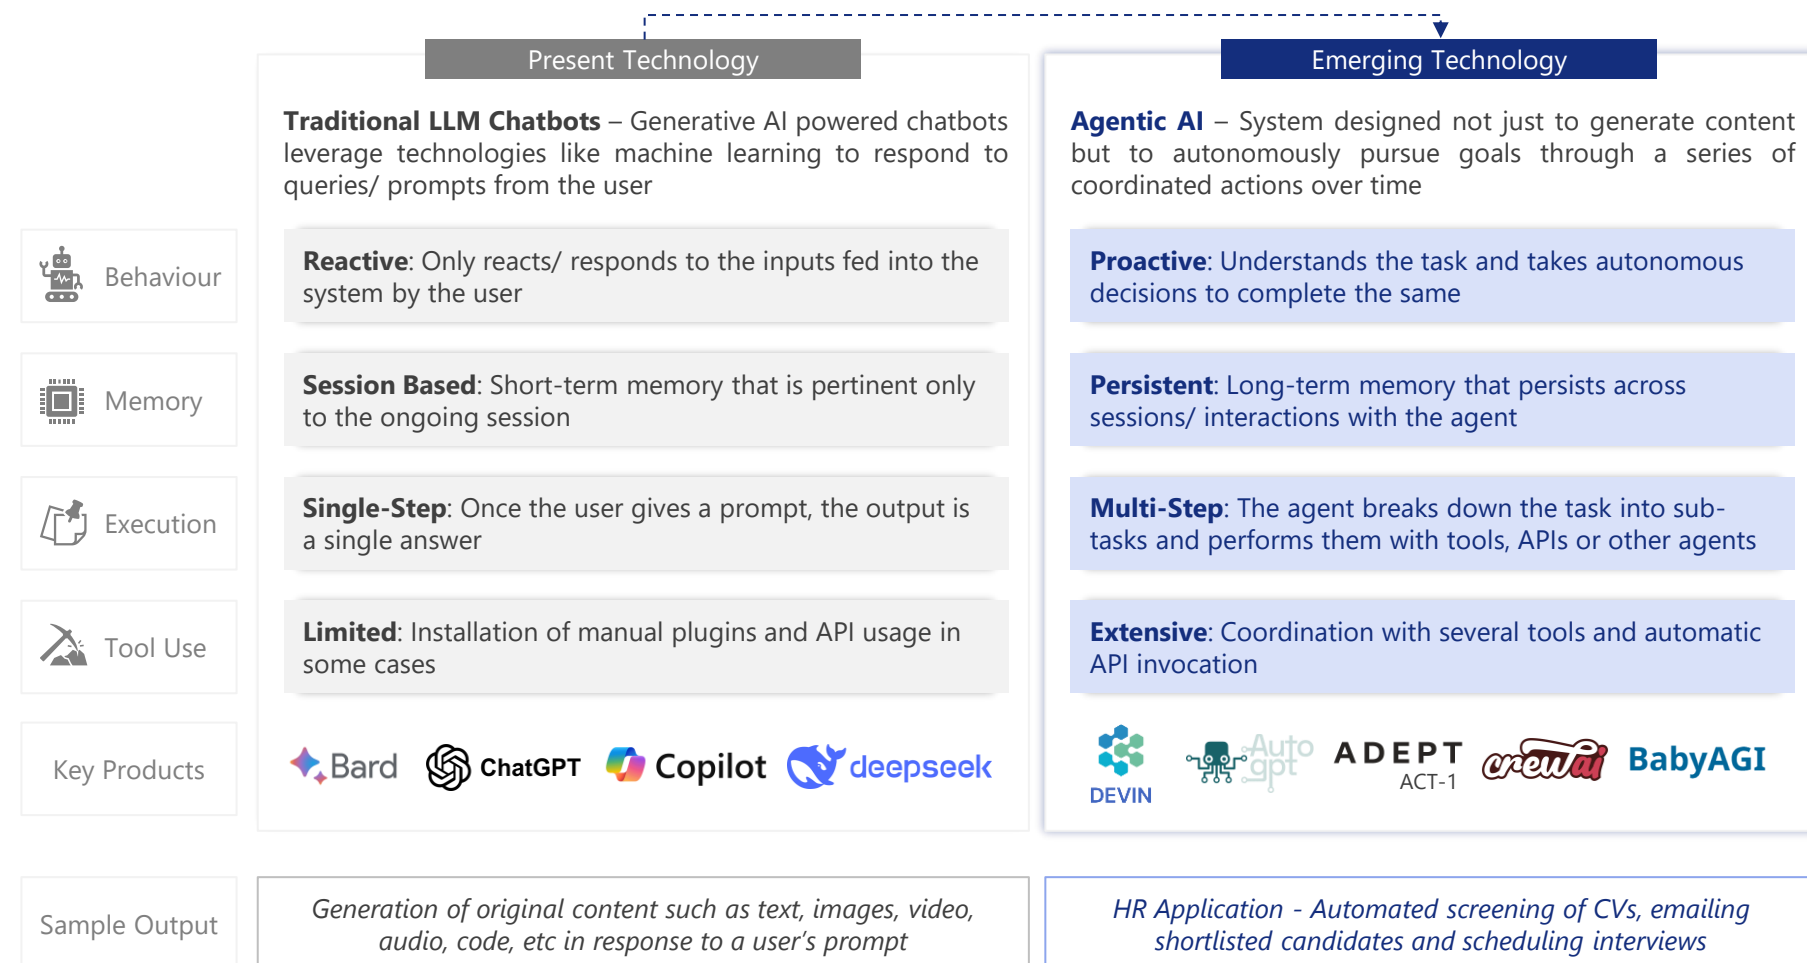 Present Technology
Emerging Technology
Traditional LLM Chatbots – Generative AI powered chatbots
leverage technologies like machine learning to respond to
queries/ prompts from the user
Agentic AI – System designed not just to generate content
but to autonomously pursue goals through a series of
coordinated actions over time
Behaviour
Reactive: Only reacts/ responds to the inputs fed into the
system by the user
Proactive: Understands the task and takes autonomous
decisions to complete the same
Memory
Session Based: Short-term memory that is pertinent only
to the ongoing session
Persistent: Long-term memory that persists across
sessions/ interactions with the agent
Execution
Single-Step: Once the user gives a prompt, the output is
a single answer
Multi-Step: The agent breaks down the task into sub-
tasks and performs them with tools, APIs or other agents
Tool Use
Limited: Installation of manual plugins and API usage in
some cases
Extensive: Coordination with several tools and automatic
API invocation
Key Products
Bard
ChatGPT
Copilot
deepseek
DEVIN
Auto
gpt
ADEPT
ACT-1
crewai
BabyAGI
Sample Output
Generation of original content such as text, images, video,
audio, code, etc in response to a user's prompt
HR Application - Automated screening of CVs, emailing
shortlisted candidates and scheduling interviews